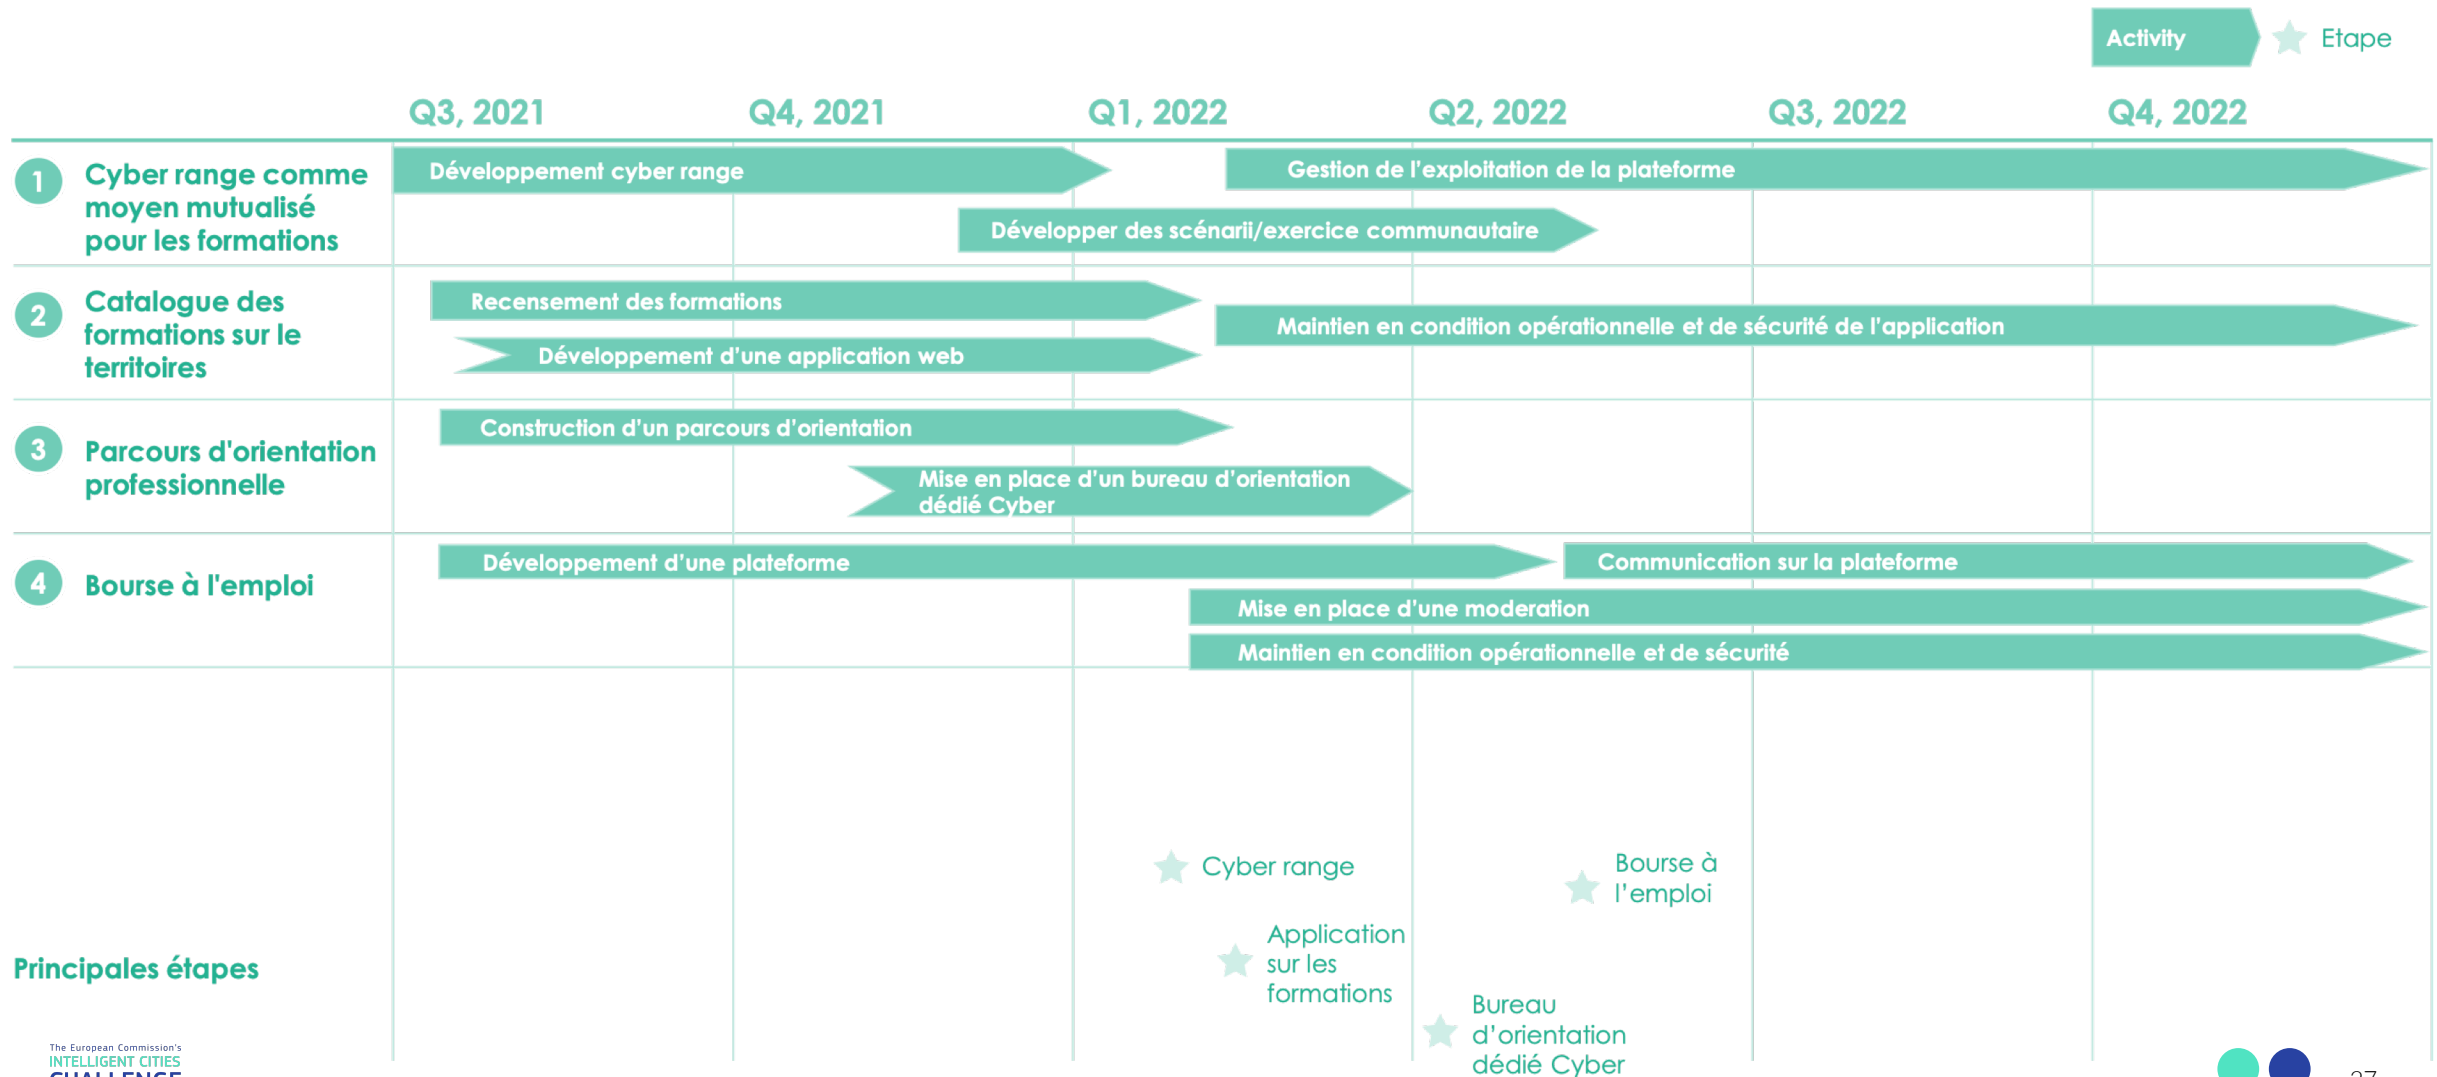 Activity
Etape
Q3, 2021
Q4, 2021
Q1, 2022
Q2, 2022
Q3, 2022
Q4, 2022
1
Cyber range comme
moyen mutualisé
pour les formations
Développement cyber range
Gestion de l'exploitation de la plateforme
Développer des scénarii/exercice communautaire
2
Catalogue des
formations sur le
territoires
Recensement des formations
Maintien en condition opérationnelle et de sécurité de l'application
Développement d'une application web
3
Parcours d'orientation
professionnelle
Construction d'un parcours d'orientation
Mise en place d'un bureau d'orientation
dédié Cyber
4
Bourse à l'emploi
Développement d'une plateforme
Communication sur la plateforme
Mise en place d'une moderation
Maintien en condition opérationnelle et de sécurité
Principales étapes
Cyber range
Bourse à
l'emploi
Application
sur les
formations
Bureau
d'orientation
dédié Cyber
The European Commission's
INTELLIGENT CITIES
CHALLENGE